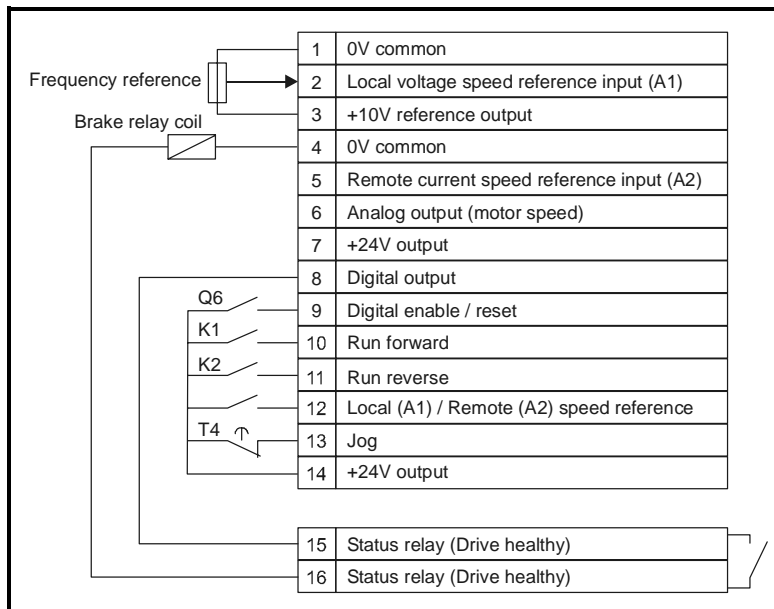 1 0V common
Frequency reference
2 Local voltage speed reference input (A1)
3 +10V reference output
Brake relay coil
4 0V common
5 Remote current speed reference input (A2)
6 Analog output (motor speed)
7 +24V output
8 Digital output
Q6
9 Digital enable / reset
K1
10 Run forward
K2
11 Run reverse
12 Local (A1) / Remote (A2) speed reference
T4
13 Jog
14 +24V output
15 Status relay (Drive healthy)
16 Status relay (Drive healthy)